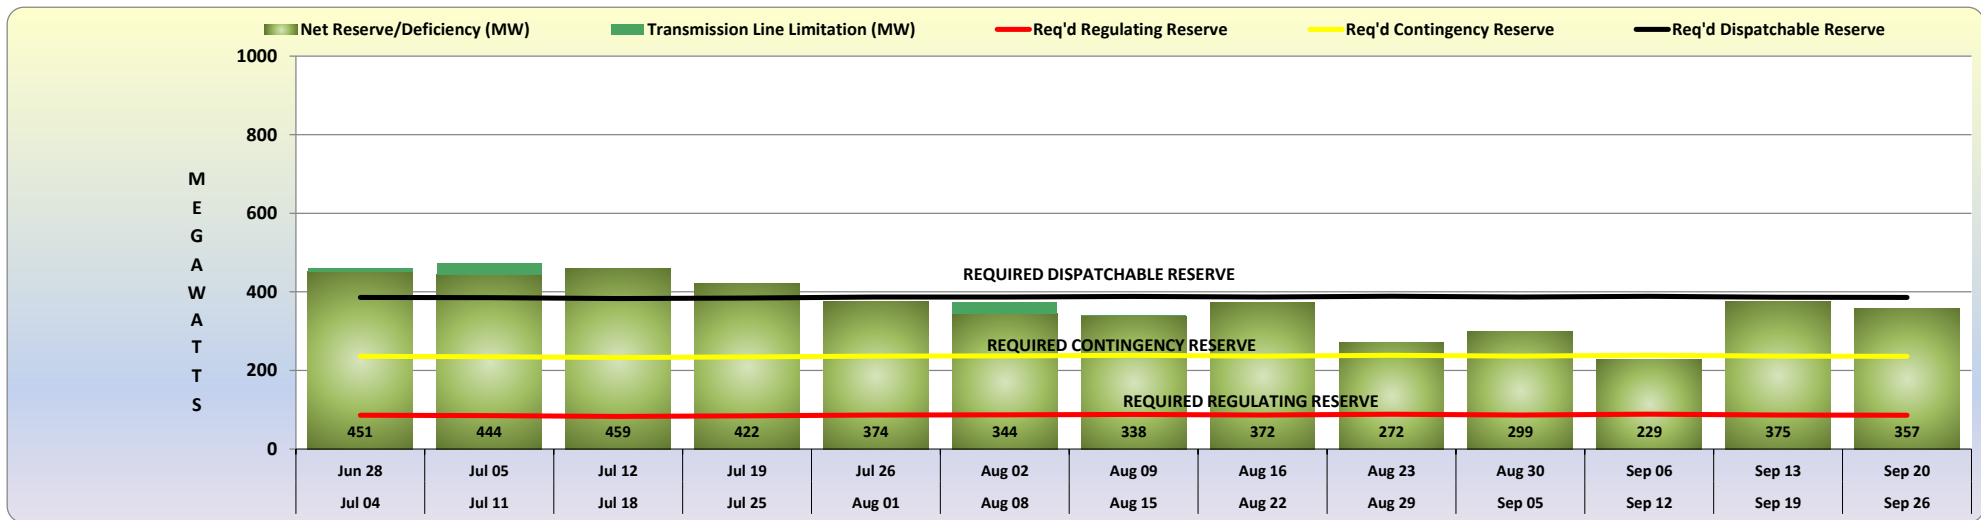 Net Reserve/Deficiency (MW) Transmission Line Limitation (MW) Req'd Regulating Reserve Req'd Contingency Reserve Req'd Dispatchable Reserve
1000
800
600
400
200
0
M
E
G
A
W
A
T
T
S
REQUIRED DISPATCHABLE RESERVE
REQUIRED CONTINGENCY RESERVE
REQUIRED REGULATING RESERVE
451 444 459 422 374 344 338 372 272 299 229 375 357
Jun 28 Jul 05 Jul 12 Jul 19 Jul 26 Aug 02 Aug 09 Aug 16 Aug 23 Aug 30 Sep 06 Sep 13 Sep 20
Jul 04 Jul 11 Jul 18 Jul 25 Aug 01 Aug 08 Aug 15 Aug 22 Aug 29 Sep 05 Sep 12 Sep 19 Sep 26